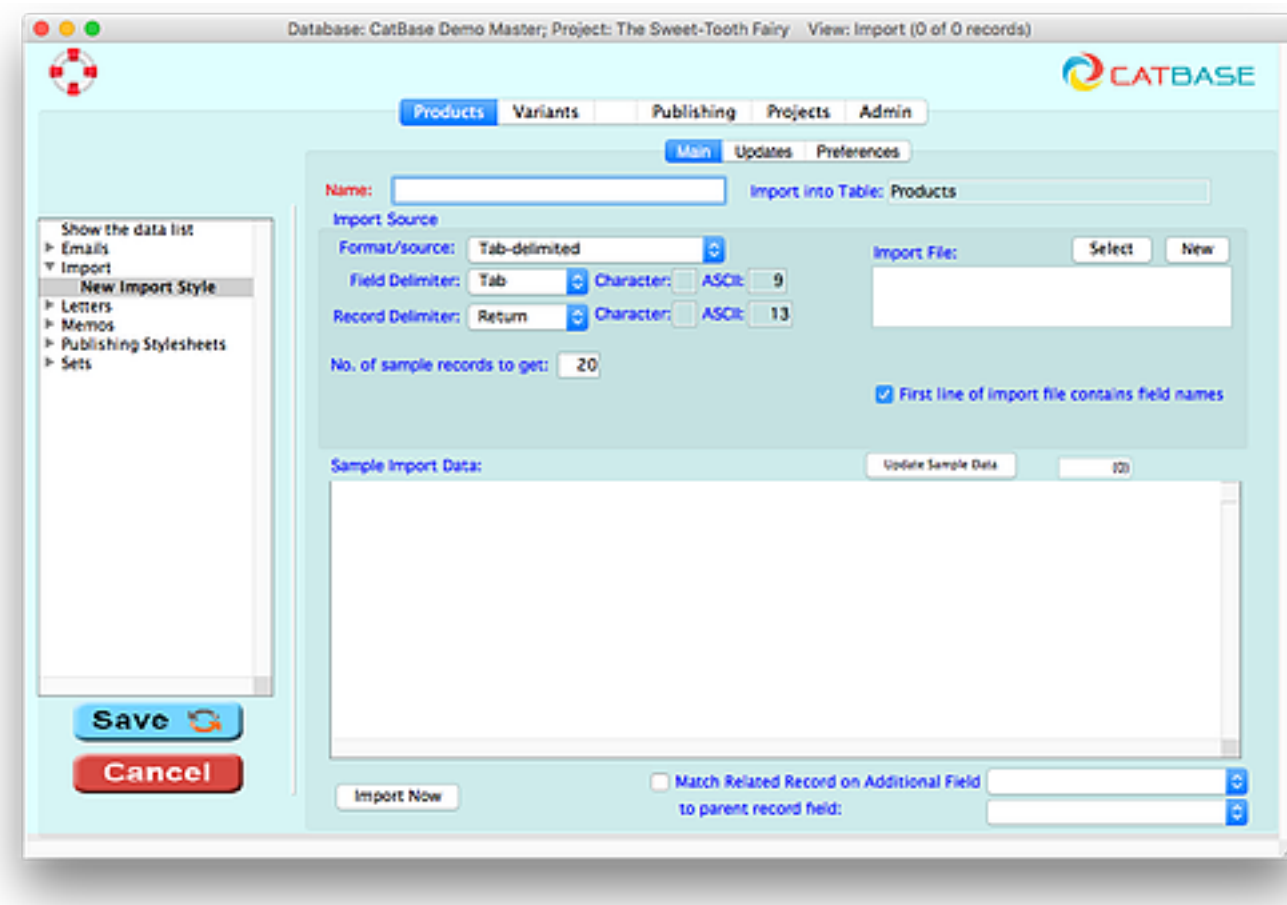 Database: CatBase Demo Master; Project: The Sweet-Tooth Fairy View: Import (0 of 0 records)
CATBASE
Products Variants Publishing Projects Admin
Main Updates Preferences
Name: Import into Table: Products
Import Source
Show the data list
Emails
Import
New Import Style
Letters
Memos
Publishing Stylesheets
Sets
Format/source: Tab-delimited Import File: Select New
Field Delimiter: Tab Character: ASCII: 9
Record Delimiter: Return Character: ASCII: 13
No. of sample records to get: 20
First line of import file contains field names
Sample Import Data: Update Sample Data (0)
Save
Cancel
Import Now
Match Related Record on Additional Field
to parent record field: